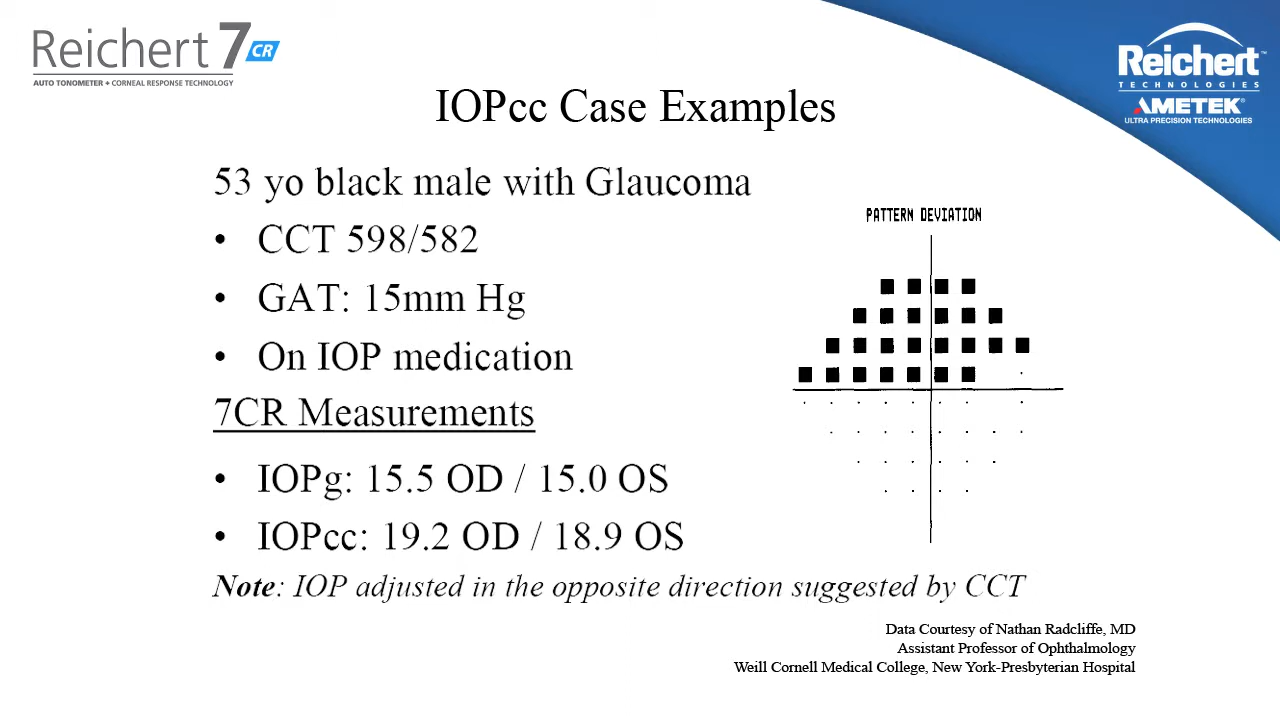 Reichert 7 CR
AUTO TONOMETER + CORNEAL RESPONSE TECHNOLOGY
Reichert™
TECHNOLOGIES
AMETEK®
ULTRA PRECISION TECHNOLOGIES
IOPcc Case Examples
53 yo black male with Glaucoma
• CCT 598/582
• GAT: 15mm Hg
• On IOP medication
7CR Measurements
• IOPg: 15.5 OD / 15.0 OS
• IOPcc: 19.2 OD / 18.9 OS
Note: IOP adjusted in the opposite direction suggested by CCT
PATTERN DEVIATION
Data Courtesy of Nathan Radcliffe, MD
Assistant Professor of Ophthalmology
Weill Cornell Medical College, New York-Presbyterian Hospital